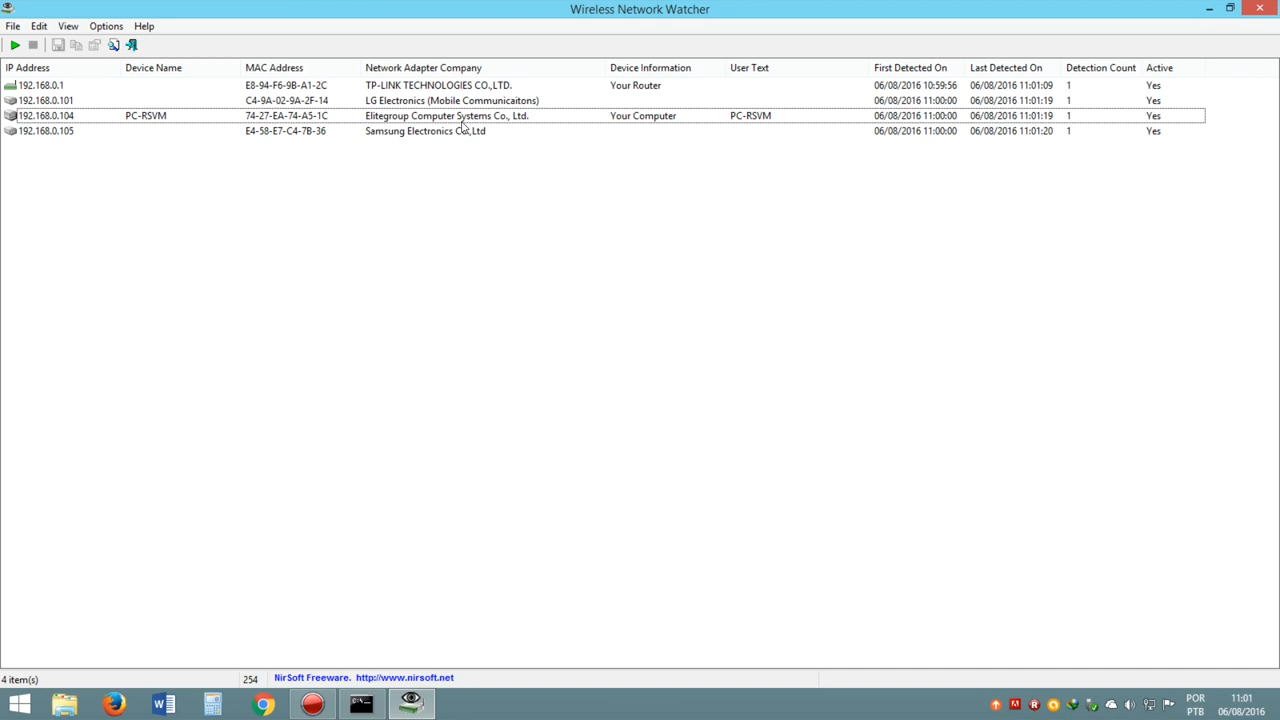 Wireless Network Watcher
File Edit View Options Help
IP Address Device Name MAC Address Network Adapter Company Device Information User Text First Detected On Last Detected On Detection Count Active
192.168.0.1 E8-94-F6-9B-A1-2C TP-LINK TECHNOLOGIES CO.,LTD. Your Router 06/08/2016 10:59:56 06/08/2016 11:01:09 1 Yes
192.168.0.101 C4-9A-02-9A-2F-14 LG Electronics (Mobile Communicaitons) 06/08/2016 11:00:00 06/08/2016 11:01:19 1 Yes
192.168.0.104 PC-RSVM 74-27-EA-74-A5-1C Elitegroup Computer Systems Co., Ltd. Your Computer PC-RSVM 06/08/2016 11:00:00 06/08/2016 11:01:19 1 Yes
192.168.0.105 E4-58-E7-C4-7B-36 Samsung Electronics Co.,Ltd 06/08/2016 11:00:00 06/08/2016 11:01:20 1 Yes
4 item(s) 254 NirSoft Freeware. http://www.nirsoft.net
POR 11:01
PTB 06/08/2016